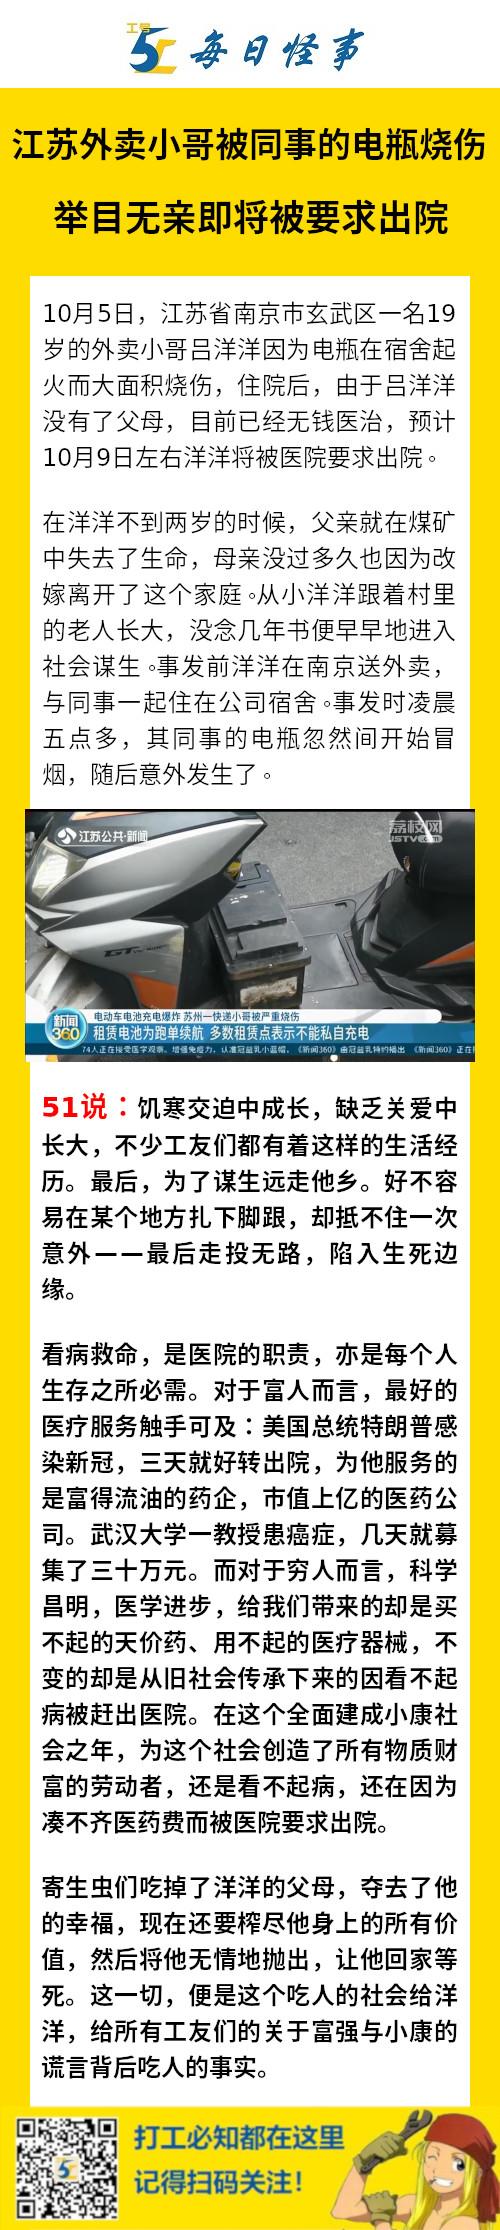 工号
51
每日怪事
江苏外卖小哥被同事的电瓶烧伤
举目无亲即将被要求出院
10月5日，江苏省南京市玄武区一名19
岁的外卖小哥吕洋洋因为电瓶在宿舍起
火而大面积烧伤，住院后，由于吕洋洋
没有了父母，目前已经无钱医治，预计
10月9日左右洋洋将被医院要求出院。
在洋洋不到两岁的时候，父亲就在煤矿
中失去了生命，母亲没过多久也因为改
嫁离开了这个家庭。从小洋洋跟着村里
的老人长大，没念几年书便早早地进入
社会谋生。事发前洋洋在南京送外卖，
与同事一起住在公司宿舍。事发时凌晨
五点多，其同事的电瓶忽然间开始冒
烟，随后意外发生了。
江苏公共·新闻
荔枝网
JSTV.com
GT
新闻
360
电动车电池充电爆炸 苏州一快递小哥被严重烧伤
租赁电池为跑单续航 多数租赁点表示不能私自充电
74人正在接受医学观察。增强免疫力，认准冠益乳小蓝帽，《新闻360》由冠益乳特约播出 《新闻360》正在
51说：饥寒交迫中成长，缺乏关爱中
长大，不少工友们都有着这样的生活经
历。最后，为了谋生远走他乡。好不容
易在某个地方扎下脚跟，却抵不住一次
意外——最后走投无路，陷入生死边
缘。
看病救命，是医院的职责，亦是每个人
生存之所必需。对于富人而言，最好的
医疗服务触手可及：美国总统特朗普感
染新冠，三天就好转出院，为他服务的
是富得流油的药企，市值上亿的医药公
司。武汉大学一教授患癌症，几天就募
集了三十万元。而对于穷人而言，科学
昌明，医学进步，给我们带来的却是买
不起的天价药、用不起的医疗器械，不
变的却是从旧社会传承下来的因看不起
病被赶出医院。在这个全面建成小康社
会之年，为这个社会创造了所有物质财
富的劳动者，还是看不起病，还在因为
凑不齐医药费而被医院要求出院。
寄生虫们吃掉了洋洋的父母，夺去了他
的幸福，现在还要榨尽他身上的所有价
值，然后将他无情地抛出，让他回家等
死。这一切，便是这个吃人的社会给洋
洋，给所有工友们的关于富强与小康的
谎言背后吃人的事实。
打工必知都在这里
记得扫码关注！